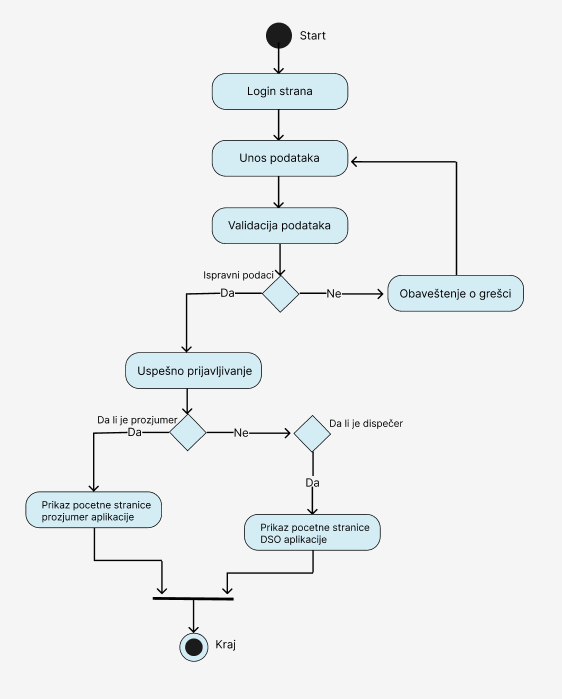 Start
Login strana
Unos podataka
Validacija podataka
Ispravni podaci
Da
Ne
Obaveštenje o grešci
Uspešno prijavljivanje
Da li je prozjumer
Da
Ne
Da li je dispečer
Da
Prikaz pocetne stranice
prozjumer aplikacije
Prikaz pocetne stranice
DSO aplikacije
Kraj